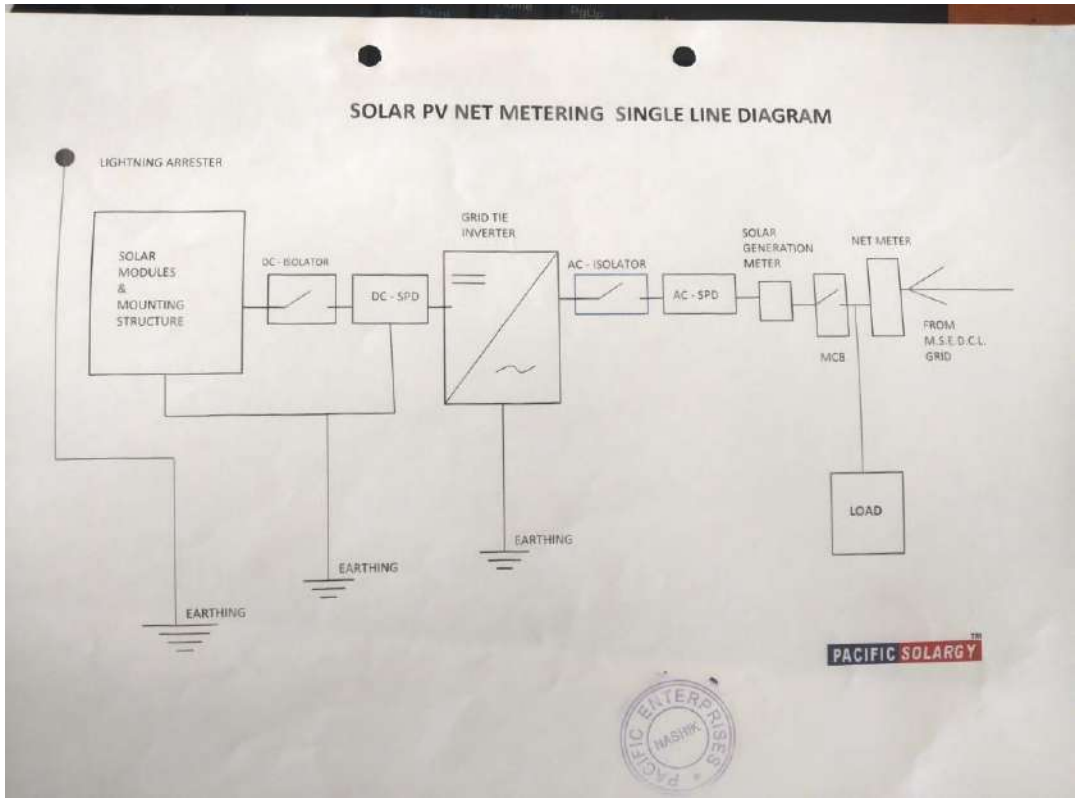 SOLAR PV NET METERING SINGLE LINE DIAGRAM
LIGHTNING ARRESTER
SOLAR
MODULES
&
MOUNTING
STRUCTURE
DC - ISOLATOR
DC - SPD
GRID TIE
INVERTER
AC - ISOLATOR
AC - SPD
SOLAR
GENERATION
METER
MCB
NET METER
FROM
M.S.E.D.C.L.
GRID
LOAD
EARTHING
EARTHING
EARTHING
PACIFIC SOLARGY™
PACIFIC ENTERPRISES
NASHIK